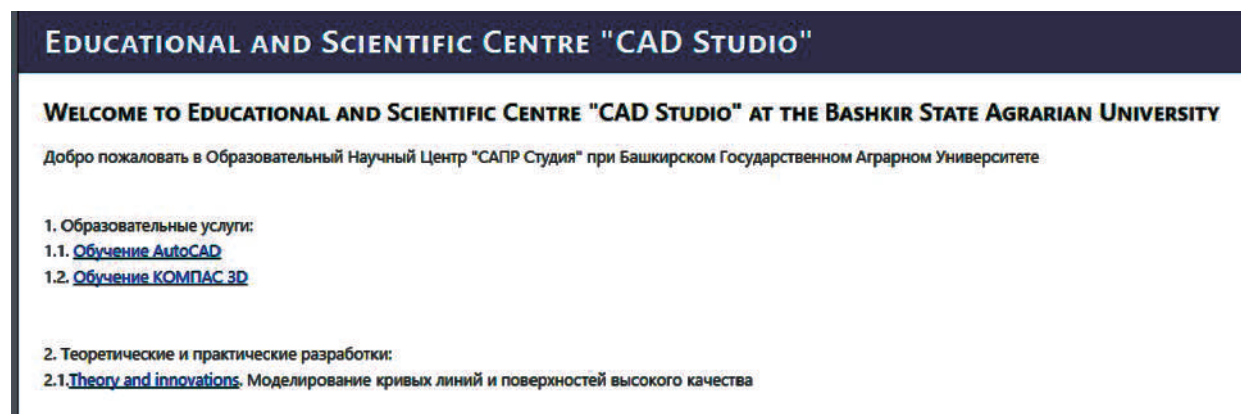 Educational and Scientific Centre "CAD Studio"
Welcome to Educational and Scientific Centre "CAD Studio" at the Bashkir State Agrarian University
Добро пожаловать в Образовательный Научный Центр "САПР Студия" при Башкирском Государственном Аграрном Университете
1. Образовательные услуги:
1.1. Обучение AutoCAD
1.2. Обучение КОМПАС 3D
2. Теоретические и практические разработки:
2.1.Theory and innovations. Моделирование кривых линий и поверхностей высокого качества